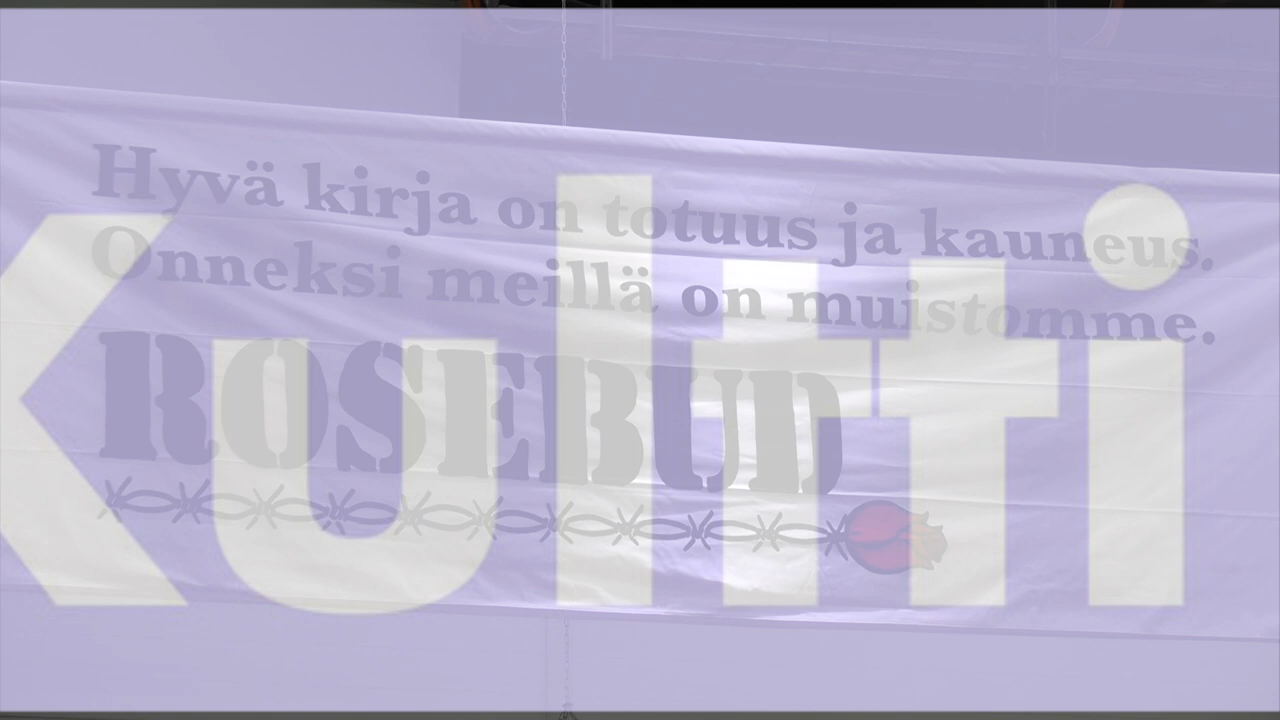 Hyvä kirja on totuus ja kauneus.
Onneksi meillä on muistomme.
ROSEBUD
Kultti